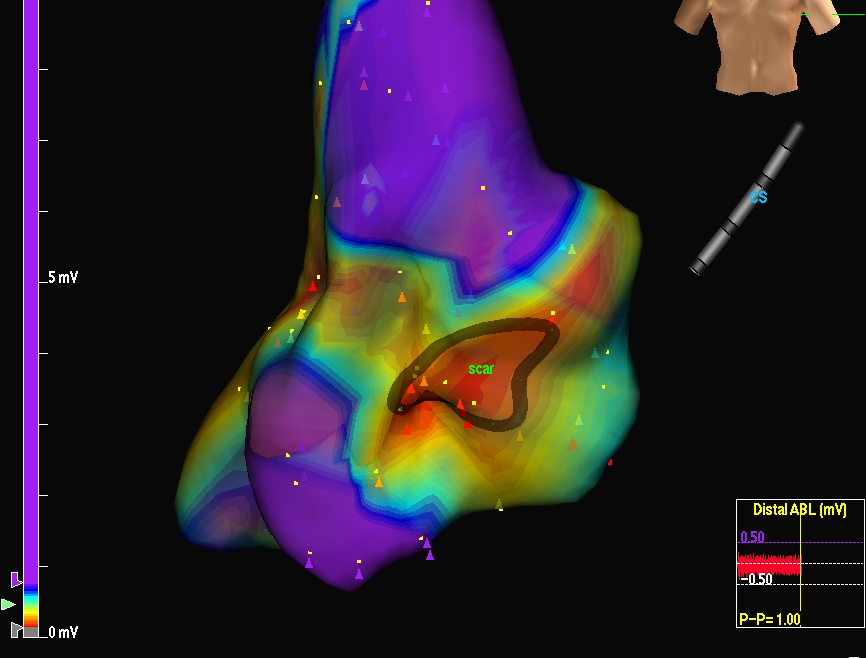 CS
5 mV
scar
Distal ABL (mV)
0.50
-0.50
P-P= 1.00
0 mV